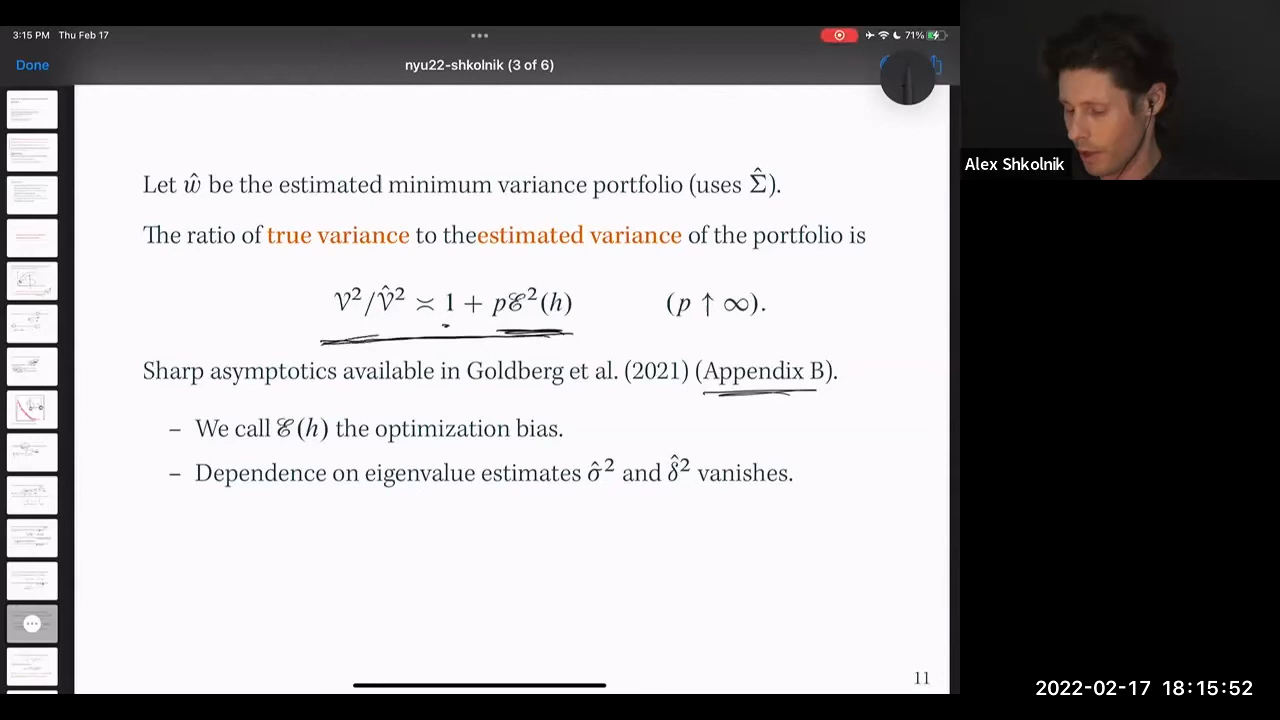 3:15 PM Thu Feb 17
71%
Done
nyu22-shkolnik (3 of 6)
Alex Shkolnik
Let ŵ be the estimated minimum variance portfolio (uses Σ̂).
The ratio of true variance to theestimated variance of the portfolio is
𝒱²/𝒱̂² ≍ 1 + pℰ²(h) (p ↑ ∞).
Sharp asymptotics available in Goldberg et al. (2021) (Appendix B).
– We call ℰ(h) the optimization bias.
– Dependence on eigenvalue estimates σ̂² and δ̂² vanishes.
11
2022-02-17 18:15:52